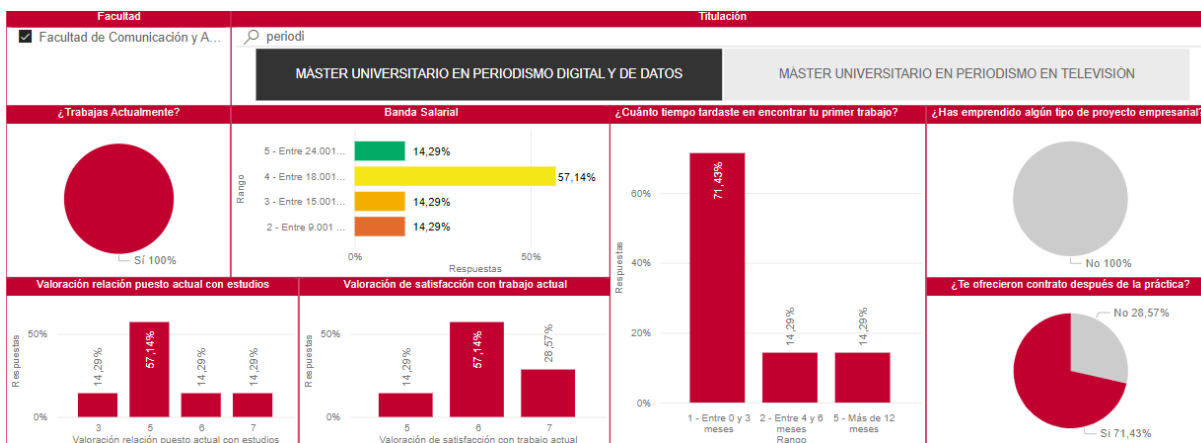 Facultad
Titulación
Facultad de Comunicación y A...
periodi
MÁSTER UNIVERSITARIO EN PERIODISMO DIGITAL Y DE DATOS
MÁSTER UNIVERSITARIO EN PERIODISMO EN TELEVISIÓN
¿Trabajas Actualmente?
Sí 100%
Banda Salarial
Rango
5 - Entre 24.001...
14,29%
4 - Entre 18.001...
57,14%
3 - Entre 15.001...
14,29%
2 - Entre 9.001 ...
14,29%
0%
50%
Respuestas
¿Cuánto tiempo tardaste en encontrar tu primer trabajo?
Respuestas
60%
40%
20%
0%
71,43%
14,29%
14,29%
1 - Entre 0 y 3
meses
2 - Entre 4 y 6
meses
5 - Más de 12
meses
Rango
¿Has emprendido algún tipo de proyecto empresarial?
No 100%
Valoración relación puesto actual con estudios
Respuestas
50%
0%
14,29%
57,14%
14,29%
14,29%
3
5
6
7
Valoración relación puesto actual con estudios
Valoración de satisfacción con trabajo actual
Respuestas
50%
0%
14,29%
57,14%
28,57%
5
6
7
Valoración de satisfacción con trabajo actual
¿Te ofrecieron contrato después de la práctica?
No 28,57%
Si 71,43%